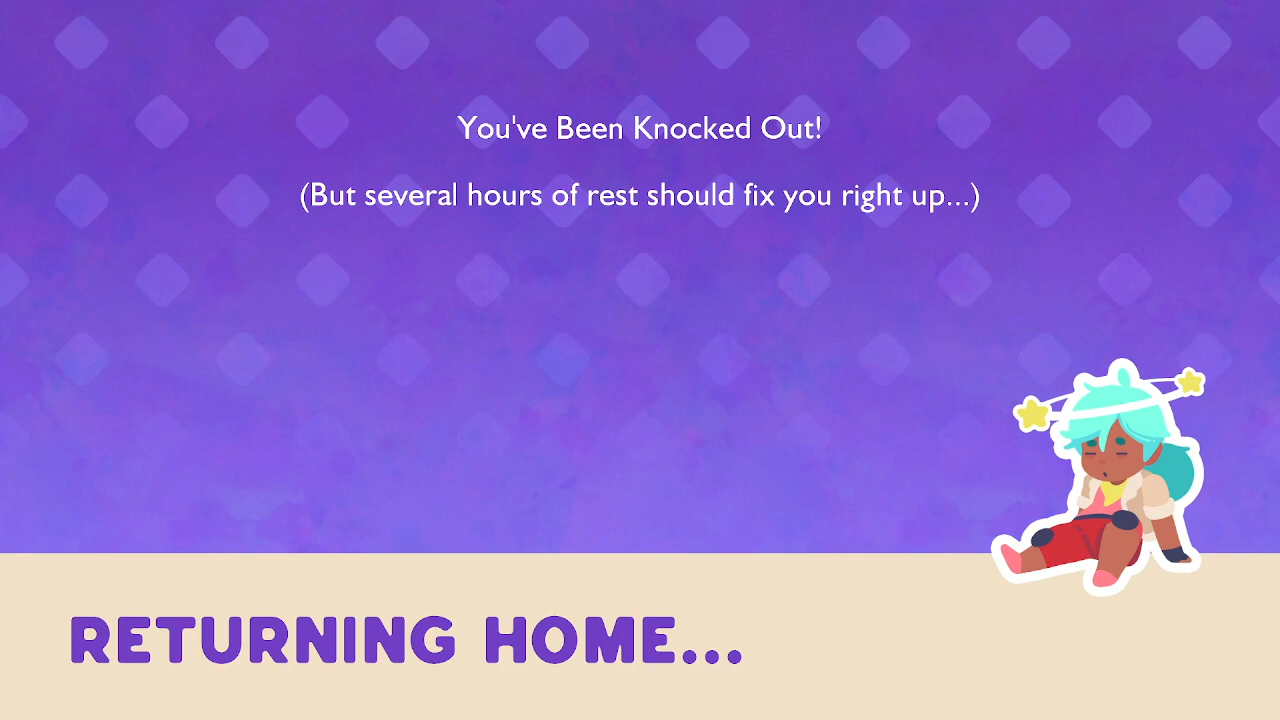 You've Been Knocked Out!
(But several hours of rest should fix you right up...)
RETURNING HOME...